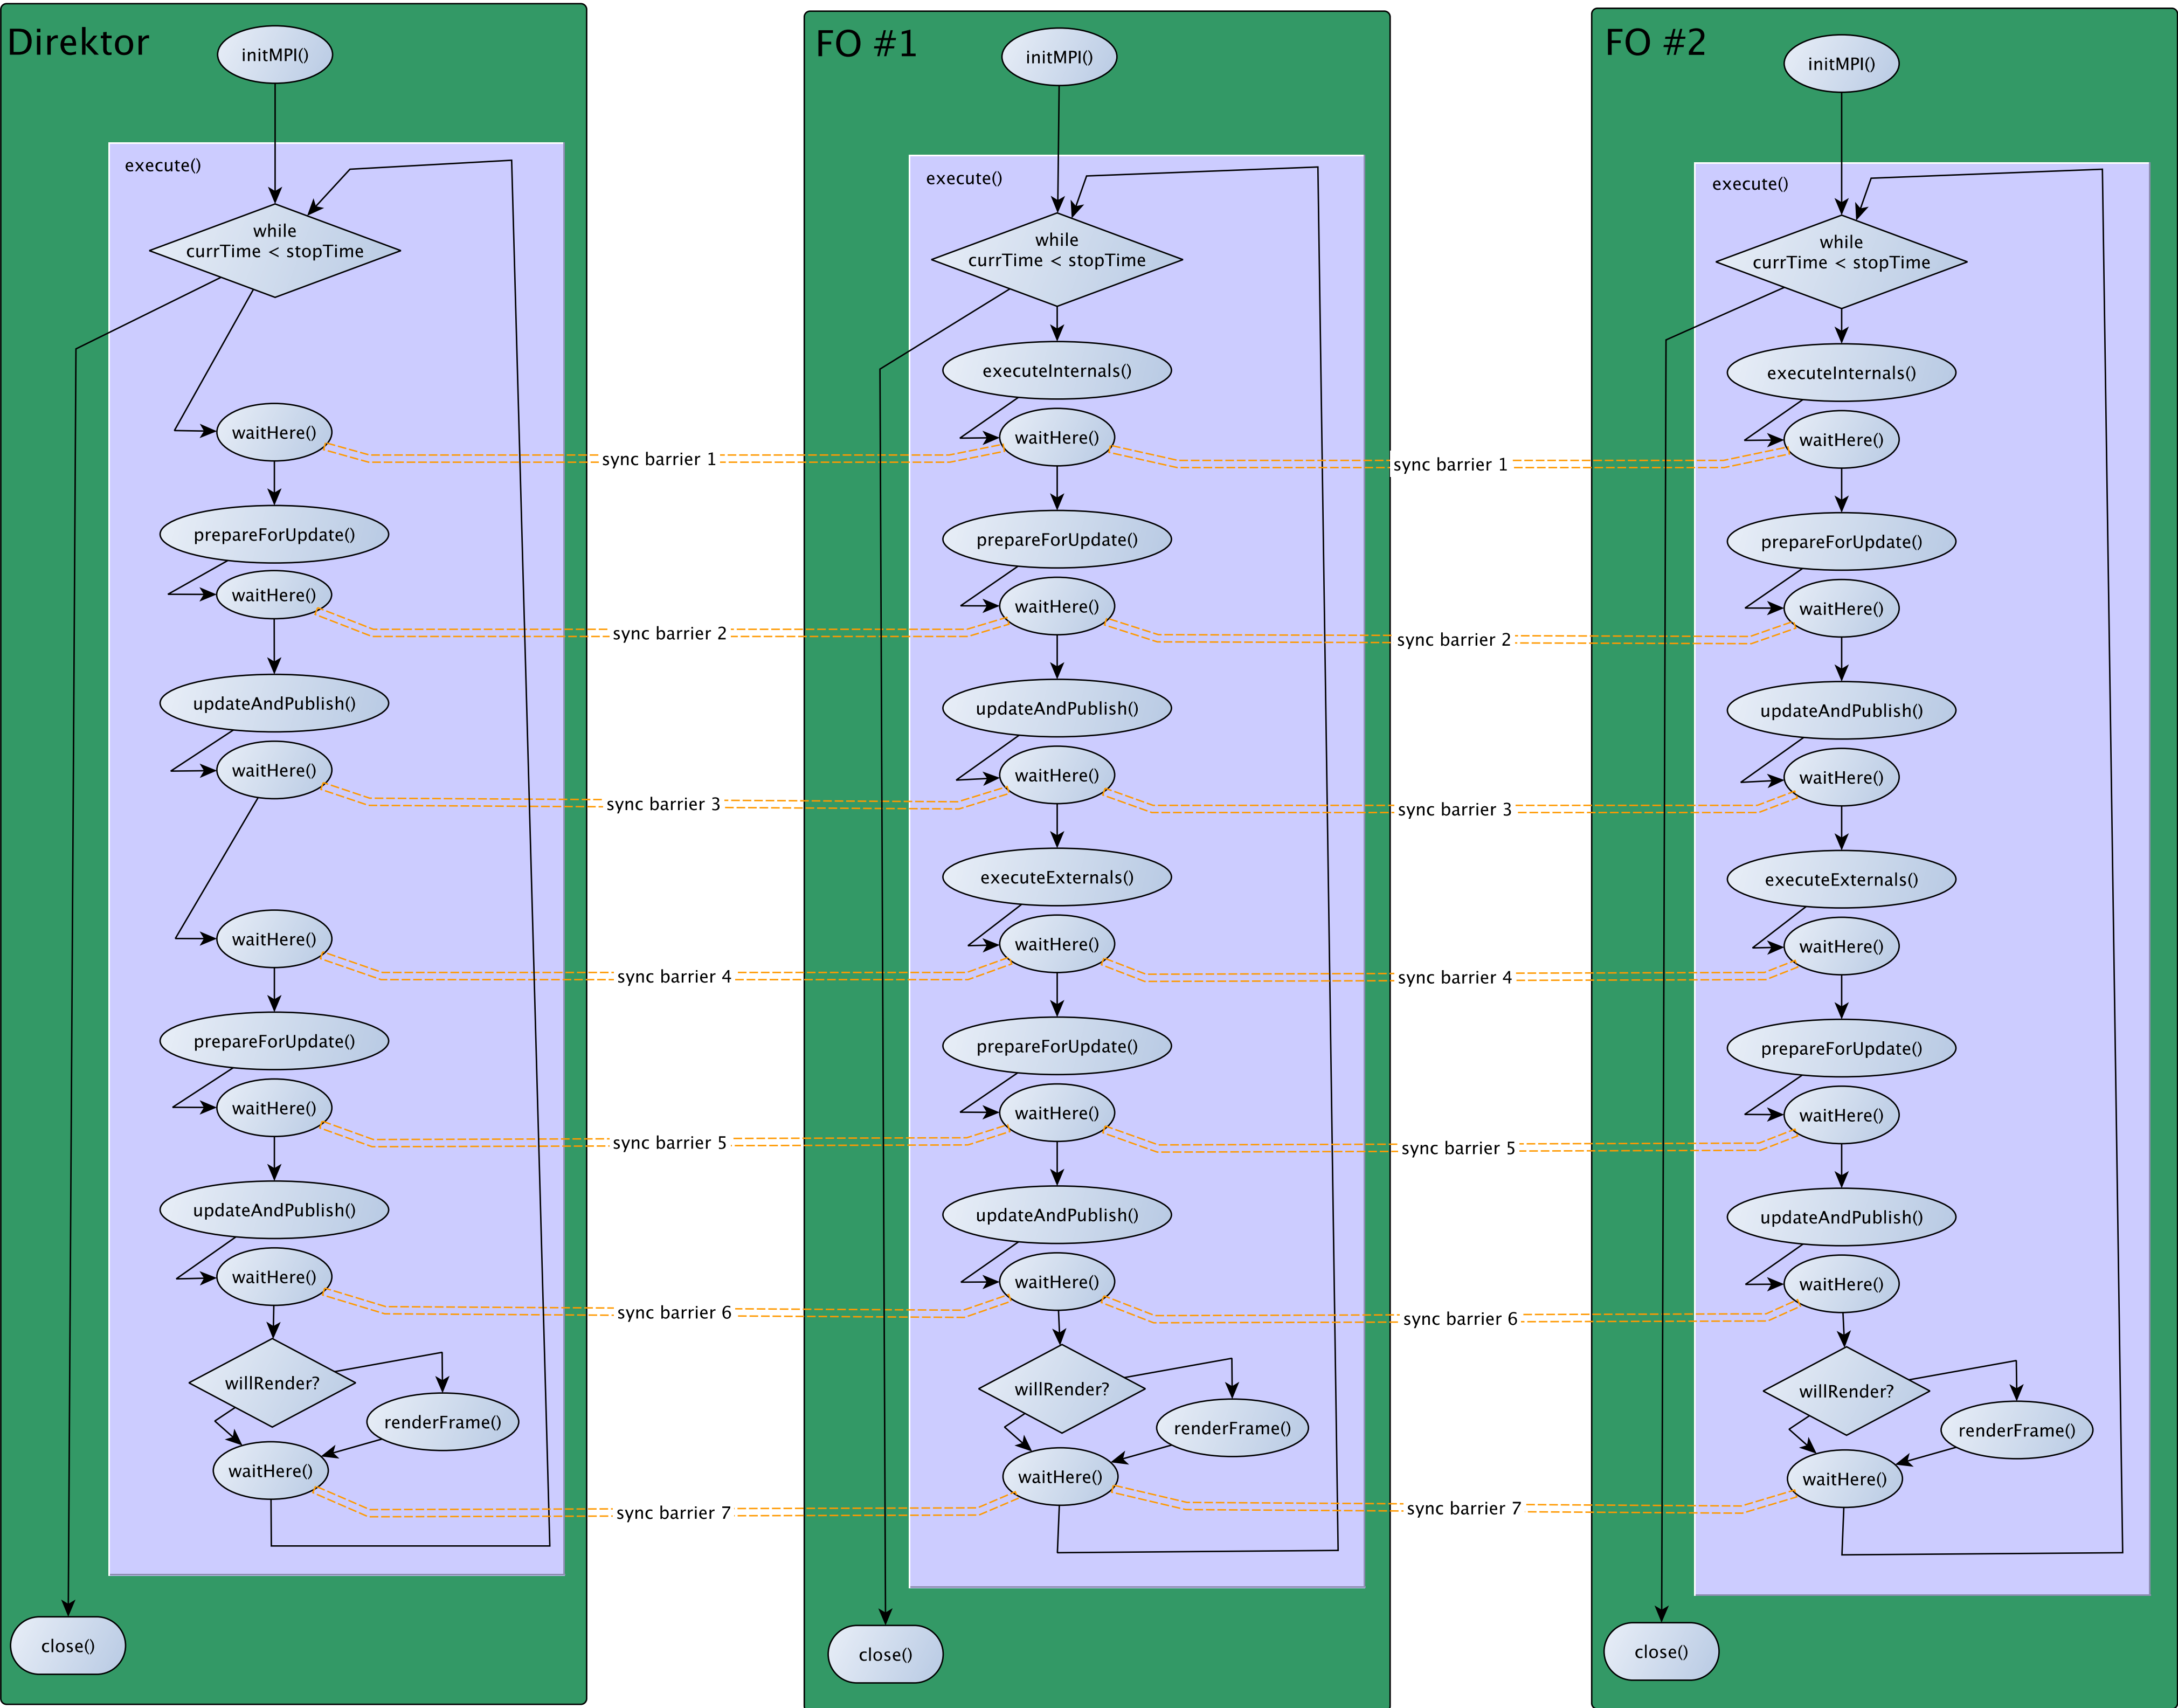 Direktor
initMPI()
execute()
while
currTime < stopTime
waitHere()
prepareForUpdate()
waitHere()
updateAndPublish()
waitHere()
waitHere()
prepareForUpdate()
waitHere()
updateAndPublish()
waitHere()
willRender?
renderFrame()
waitHere()
close()
sync barrier 1
sync barrier 2
sync barrier 3
sync barrier 4
sync barrier 5
sync barrier 6
sync barrier 7
FO #1
initMPI()
execute()
while
currTime < stopTime
executeInternals()
waitHere()
prepareForUpdate()
waitHere()
updateAndPublish()
waitHere()
executeExternals()
waitHere()
prepareForUpdate()
waitHere()
updateAndPublish()
waitHere()
willRender?
renderFrame()
waitHere()
close()
sync barrier 1
sync barrier 2
sync barrier 3
sync barrier 4
sync barrier 5
sync barrier 6
sync barrier 7
FO #2
initMPI()
execute()
while
currTime < stopTime
executeInternals()
waitHere()
prepareForUpdate()
waitHere()
updateAndPublish()
waitHere()
executeExternals()
waitHere()
prepareForUpdate()
waitHere()
updateAndPublish()
waitHere()
willRender?
renderFrame()
waitHere()
close()